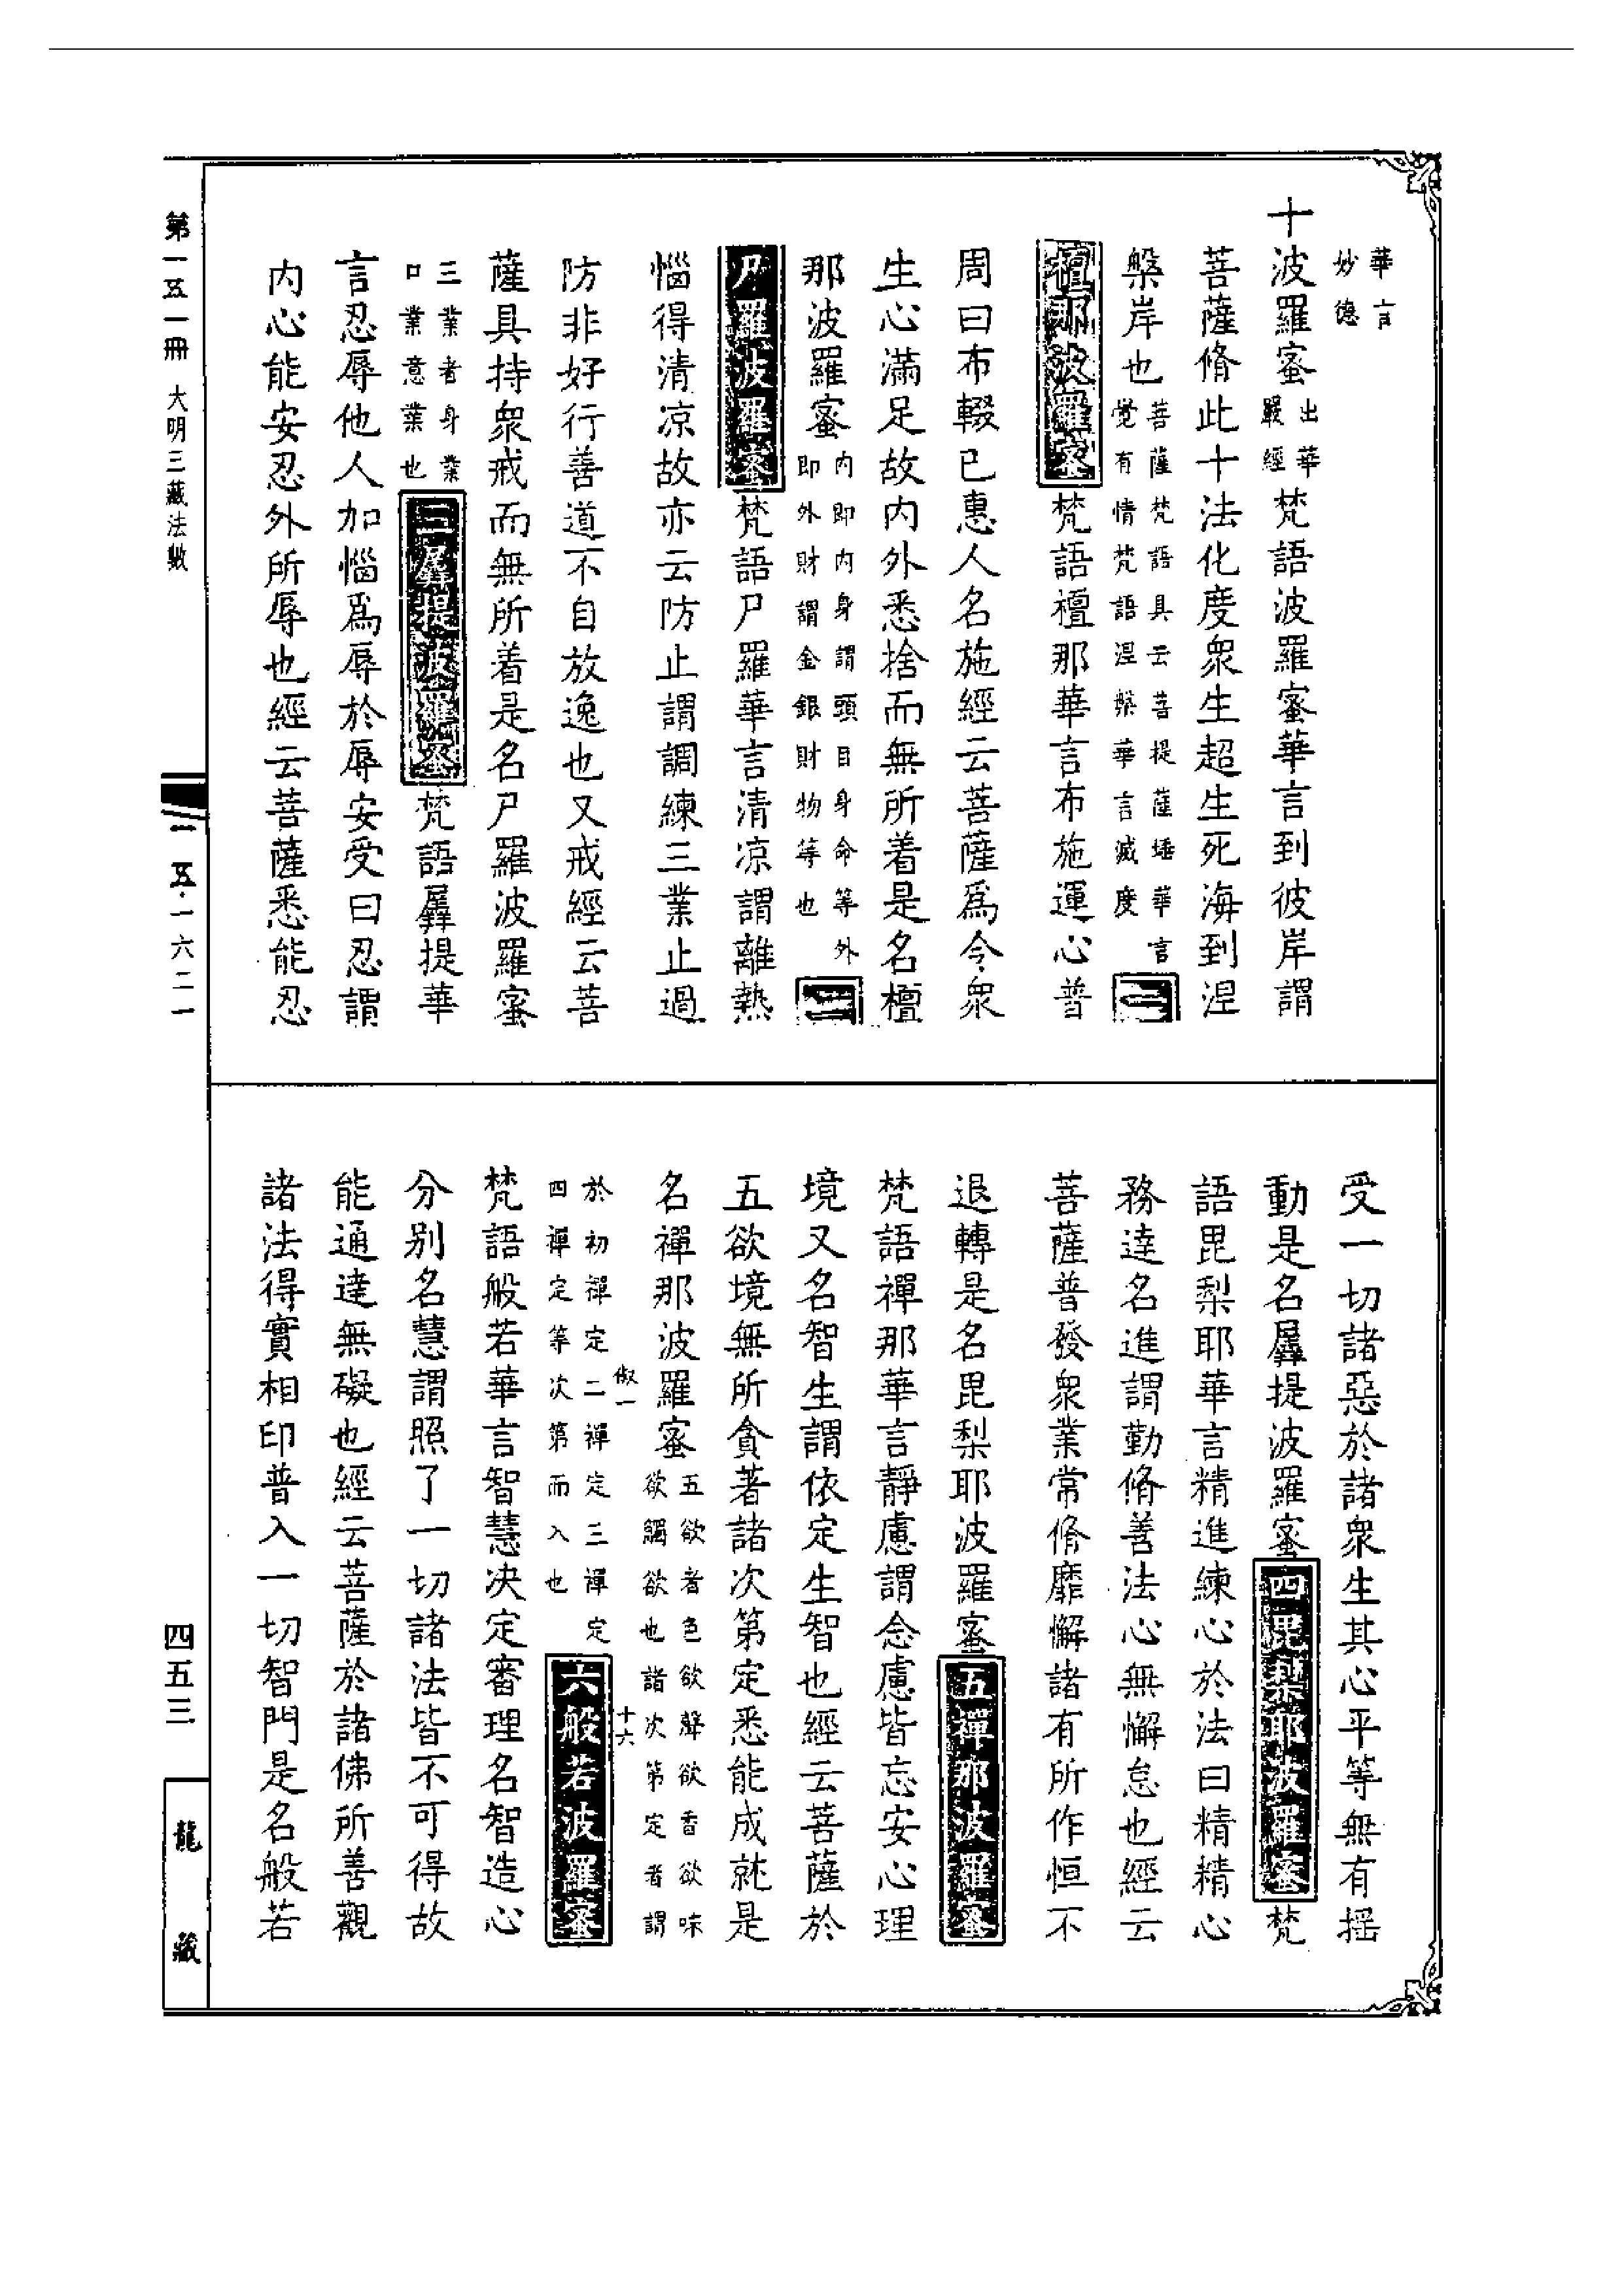 華言
妙德
十波羅蜜
出華
嚴經
梵語波羅蜜華言到彼岸謂
菩薩脩此十法化度眾生超生死海到涅
槃岸也
菩薩梵語具云菩提薩埵華言
覺有情梵語涅槃華言滅度
一
檀那波羅蜜
梵語檀那華言布施運心普
周曰布輟已惠人名施經云菩薩爲令眾
生心滿足故內外悉捨而無所着是名檀
那波羅蜜
內即內身謂頭目身命等外
即外財謂金銀財物等也
二
尸羅波羅蜜
梵語尸羅華言清凉謂離熱
惱得清凉故亦云防止謂調練三業止過
防非好行善道不自放逸也又戒經云菩
薩具持眾戒而無所着是名尸羅波羅蜜
三業者身業
口業意業也
三羼提波羅蜜
梵語羼提華
言忍辱他人加惱爲辱於辱安受曰忍謂
內心能安忍外所辱也經云菩薩悉能忍
第一五一冊 大明三藏法數
一五·一六二一
受一切諸惡於諸眾生其心平等無有摇
動是名羼提波羅蜜
四毘梨耶波羅蜜
梵
語毘梨耶華言精進練心於法曰精精心
務達名進謂勤脩善法心無懈怠也經云
菩薩普發眾業常脩靡懈諸有所作恒不
退轉是名毘梨耶波羅蜜
五禪那波羅蜜
梵語禪那華言靜慮謂念慮皆忘安心理
境又名智生謂依定生智也經云菩薩於
五欲境無所貪著諸次第定悉能成就是
名禪那波羅蜜
五欲者色欲聲欲香欲味
欲觸欲也諸次第定者謂
於初禪定二禪定三禪定
四禪定等次第而入也
六般若波羅蜜
十六
梵語般若華言智慧决定審理名智造心
分别名慧謂照了一切諸法皆不可得故
能通達無礙也經云菩薩於諸佛所善觀
諸法得實相印普入一切智門是名般若
四五三
龍藏